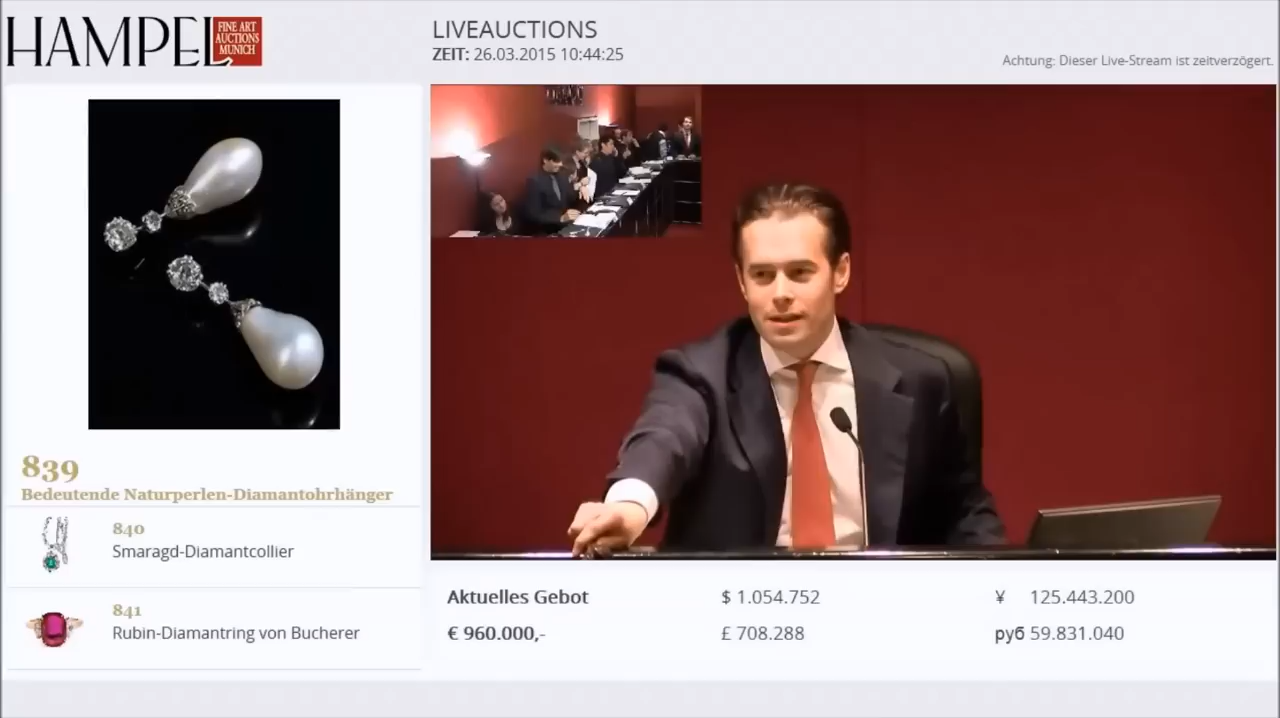 HAMPEL
FINE ART
AUCTIONS
MUNICH
LIVEAUCTIONS
ZEIT: 26.03.2015 10:44:25
Achtung: Dieser Live-Stream ist zeitverzögert.
839
Bedeutende Naturperlen-Diamantohrhänger
840
Smaragd-Diamantcollier
841
Rubin-Diamantring von Bucherer
Aktuelles Gebot
$ 1.054.752
¥ 125.443.200
€ 960.000,-
£ 708.288
руб 59.831.040